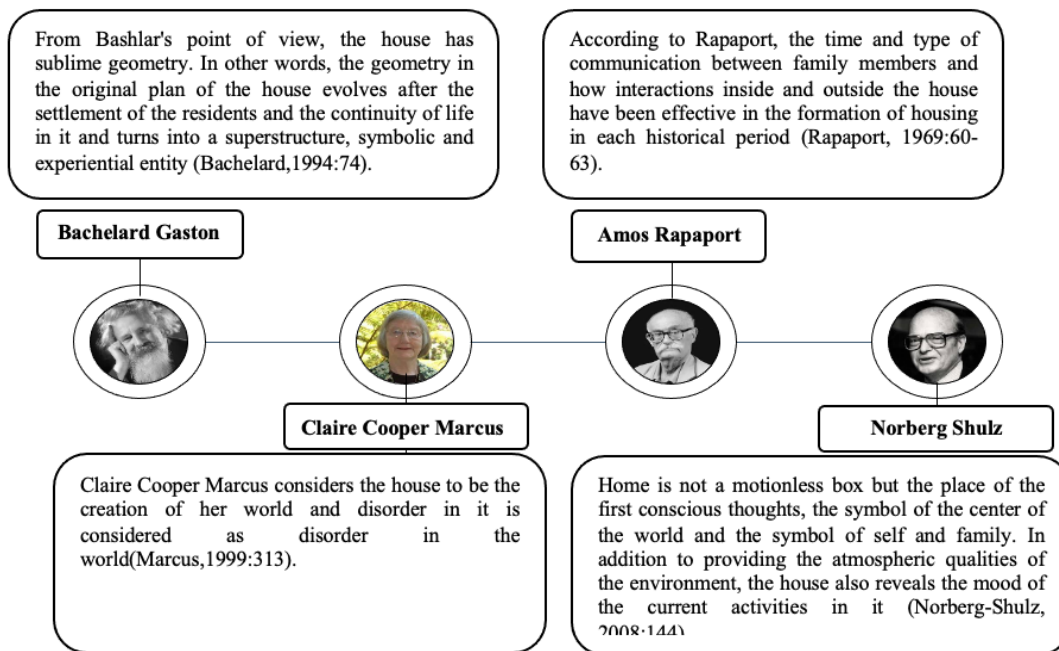 From Bashlar's point of view, the house has
sublime geometry. In other words, the geometry in
the original plan of the house evolves after the
settlement of the residents and the continuity of life
in it and turns into a superstructure, symbolic and
experiential entity (Bachelard,1994:74).
According to Rapaport, the time and type of
communication between family members and
how interactions inside and outside the house
have been effective in the formation of housing
in each historical period (Rapaport, 1969:60-
63).
Bachelard Gaston
Amos Rapaport
Claire Cooper Marcus
Norberg Shulz
Claire Cooper Marcus considers the house to be the
creation of her world and disorder in it is
considered as disorder in the
world(Marcus,1999:313).
Home is not a motionless box but the place of the
first conscious thoughts, the symbol of the center of
the world and the symbol of self and family. In
addition to providing the atmospheric qualities of
the environment, the house also reveals the mood of
the current activities in it (Norberg-Shulz,
2008:144)